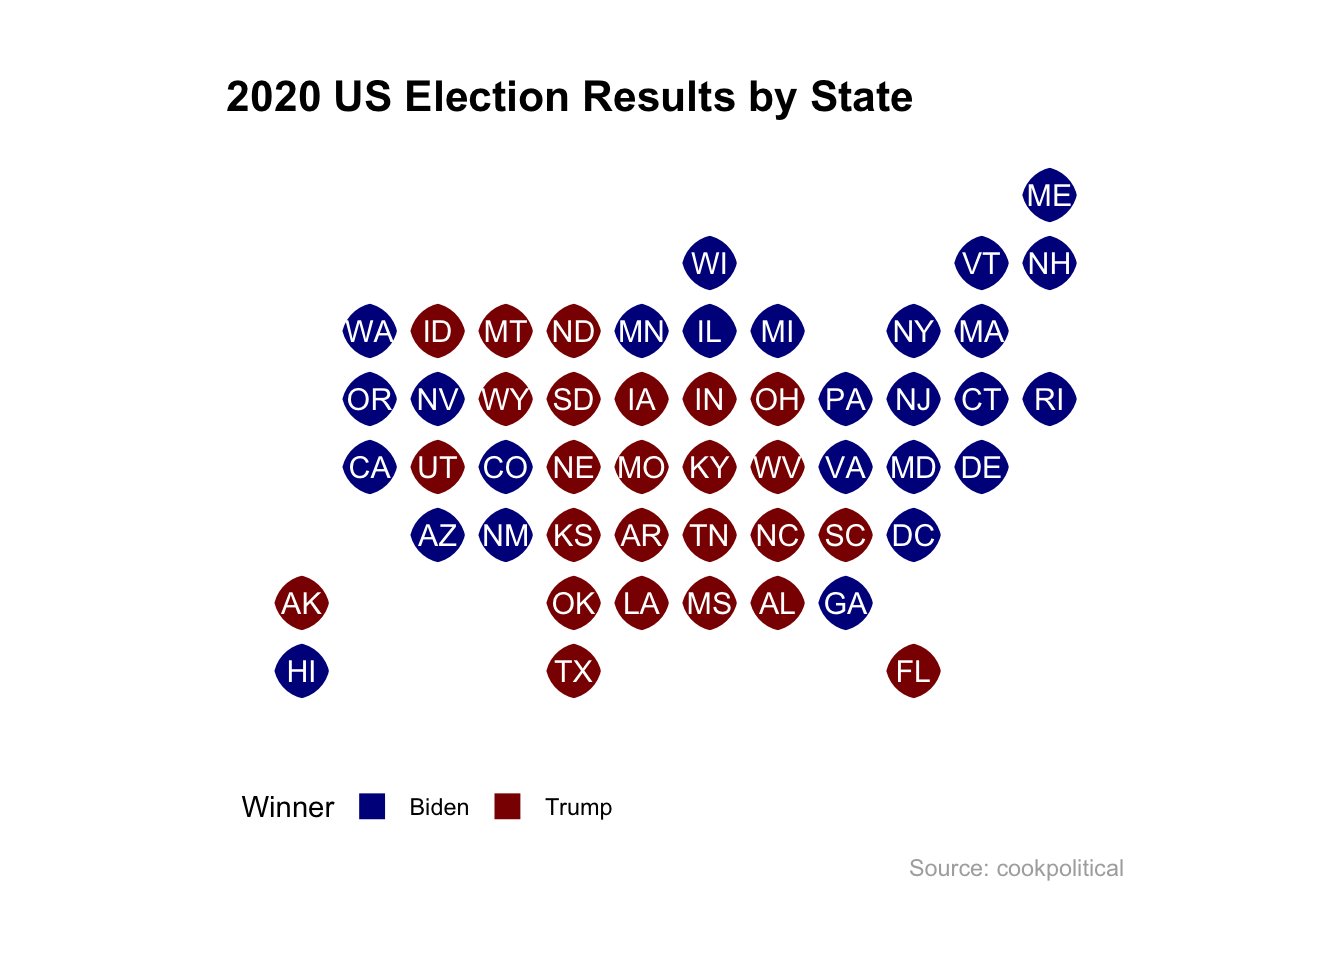 2020 US Election Results by State
ME
WI VT NH
WA ID MT ND MN IL MI NY MA
OR NV WY SD IA IN OH PA NJ CT RI
CA UT CO NE MO KY WV VA MD DE
AZ NM KS AR TN NC SC DC
AK OK LA MS AL GA
HI TX FL
Winner Biden Trump
Source: cookpolitical